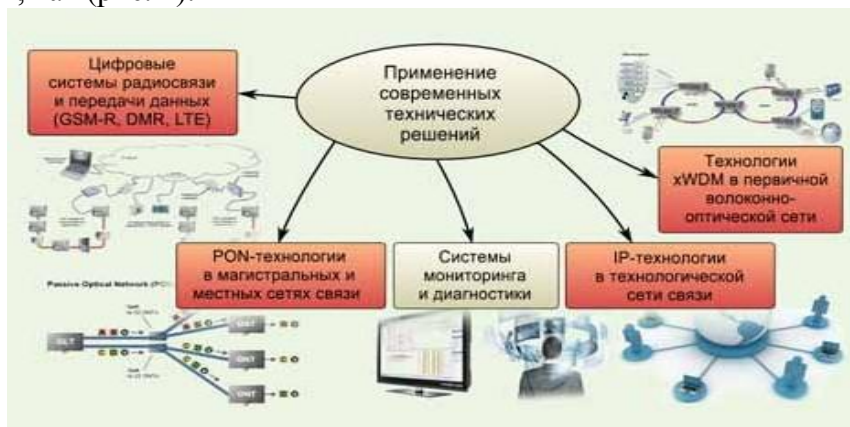 Применение
современных
технических
решений
Цифровые
системы радиосвязи
и передачи данных
(GSM-R, DMR, LTE)
Технологии
xWDM в первичной
волоконно-
оптической сети
PON-технологии
в магистральных и
местных сетях связи
Системы
мониторинга
и диагностики
IP-технологии
в технологической
сети связи
Passive Optical Network
OLT
ONT
ONT
ONT